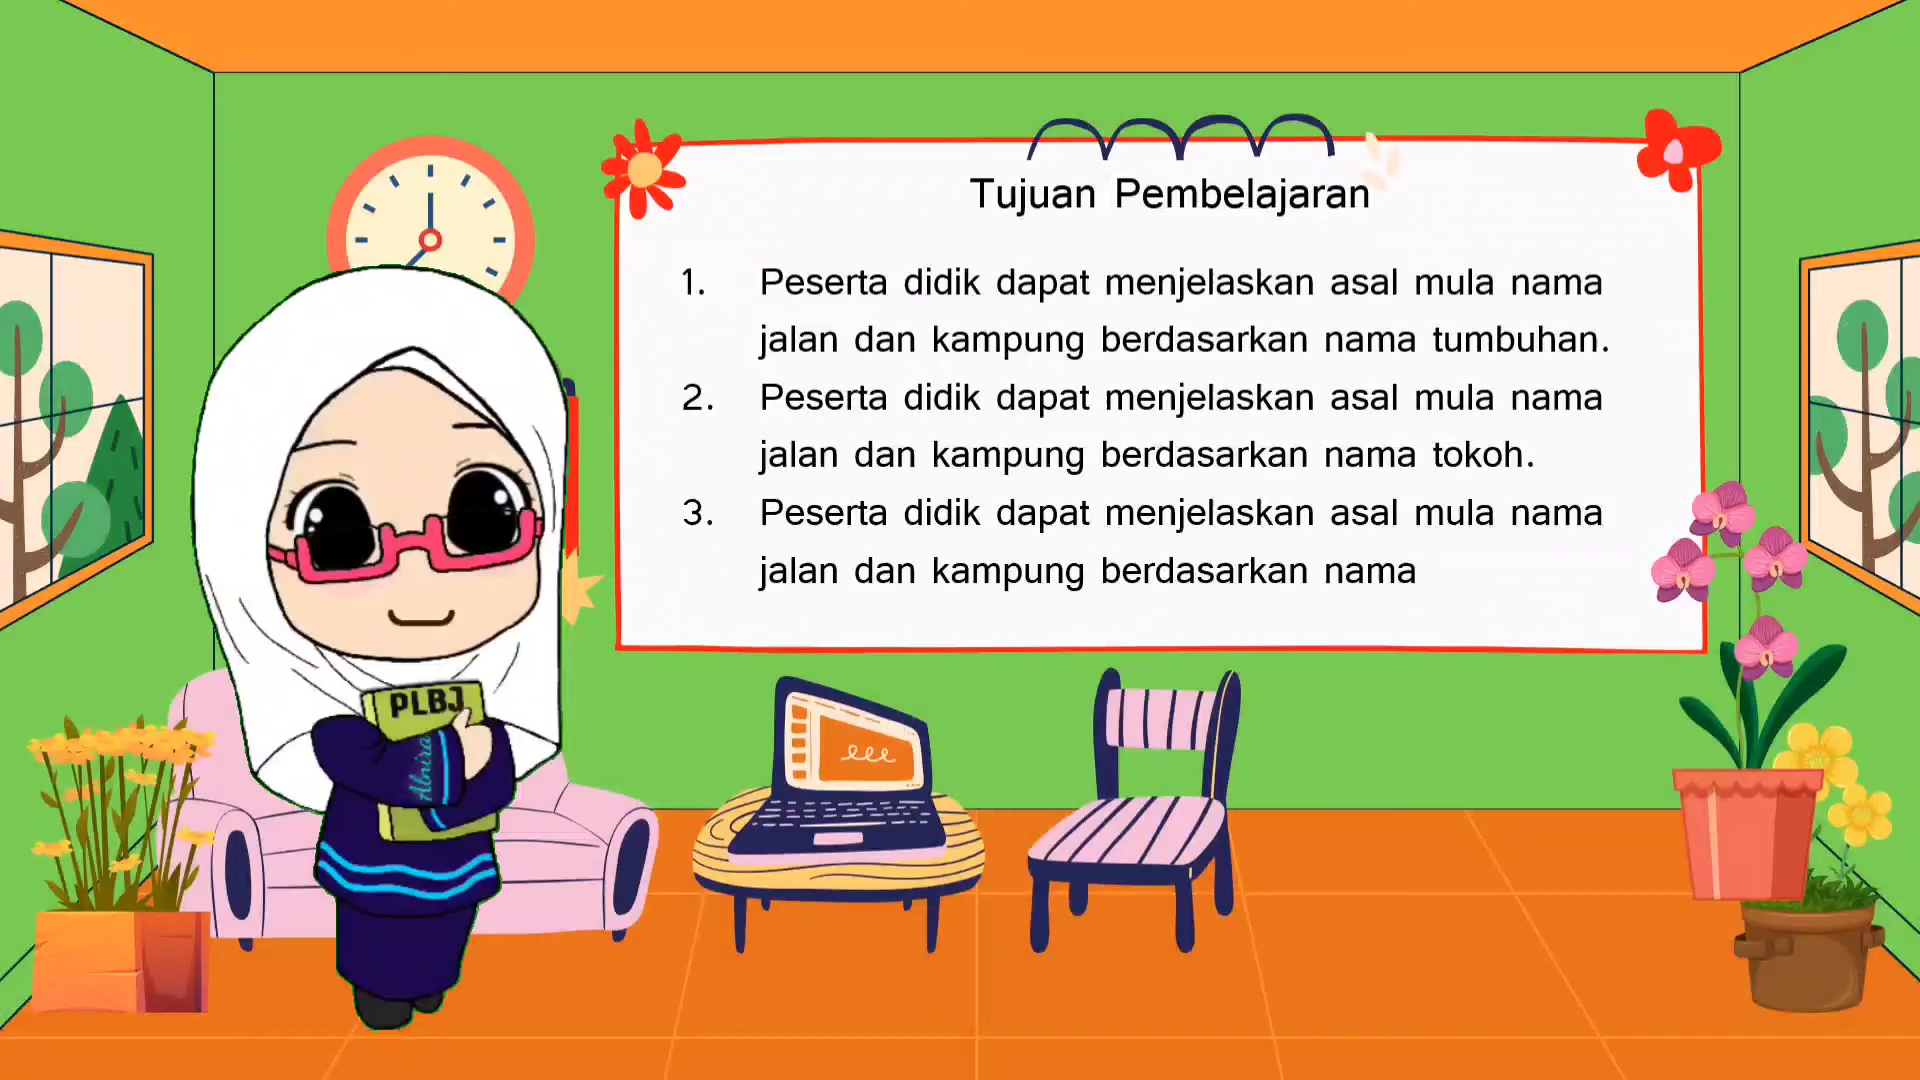 Tujuan Pembelajaran
1. Peserta didik dapat menjelaskan asal mula nama
jalan dan kampung berdasarkan nama tumbuhan.
2. Peserta didik dapat menjelaskan asal mula nama
jalan dan kampung berdasarkan nama tokoh.
3. Peserta didik dapat menjelaskan asal mula nama
jalan dan kampung berdasarkan nama
PLBJ
Alnira